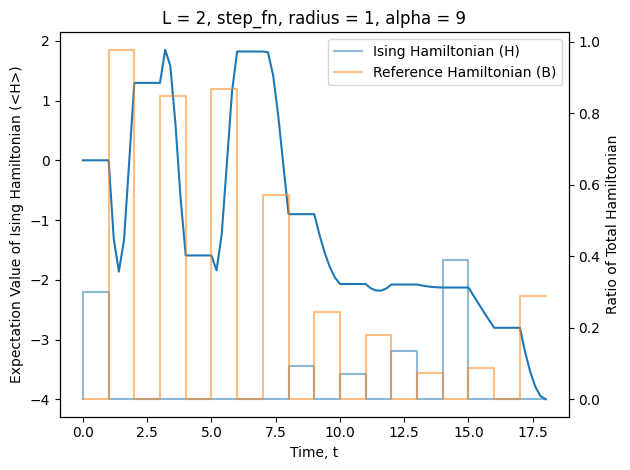 L = 2, step_fn, radius = 1, alpha = 9
Ising Hamiltonian (H)
Reference Hamiltonian (B)
Expectation Value of Ising Hamiltonian (<H>)
2
1
0
−1
−2
−3
−4
1.0
0.8
0.6
0.4
0.2
0.0
Ratio of Total Hamiltonian
0.0 2.5 5.0 7.5 10.0 12.5 15.0 17.5
Time, t